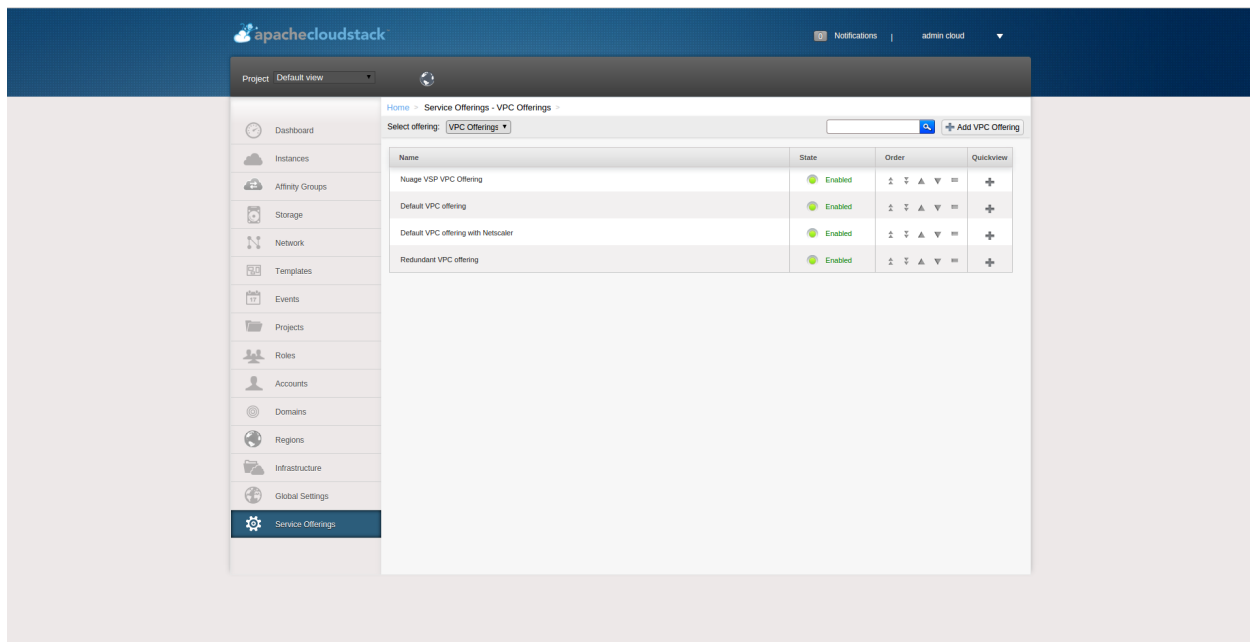 apachecloudstack
0 Notifications | admin cloud
Project Default view
Home > Service Offerings - VPC Offerings >
Select offering: VPC Offerings Add VPC Offering
Dashboard
Instances
Affinity Groups
Storage
Network
Templates
17 Events
Projects
Roles
Accounts
Domains
Regions
Infrastructure
Global Settings
Service Offerings
Name State Order Quickview
Nuage VSP VPC Offering Enabled
Default VPC offering Enabled
Default VPC offering with Netscaler Enabled
Redundant VPC offering Enabled